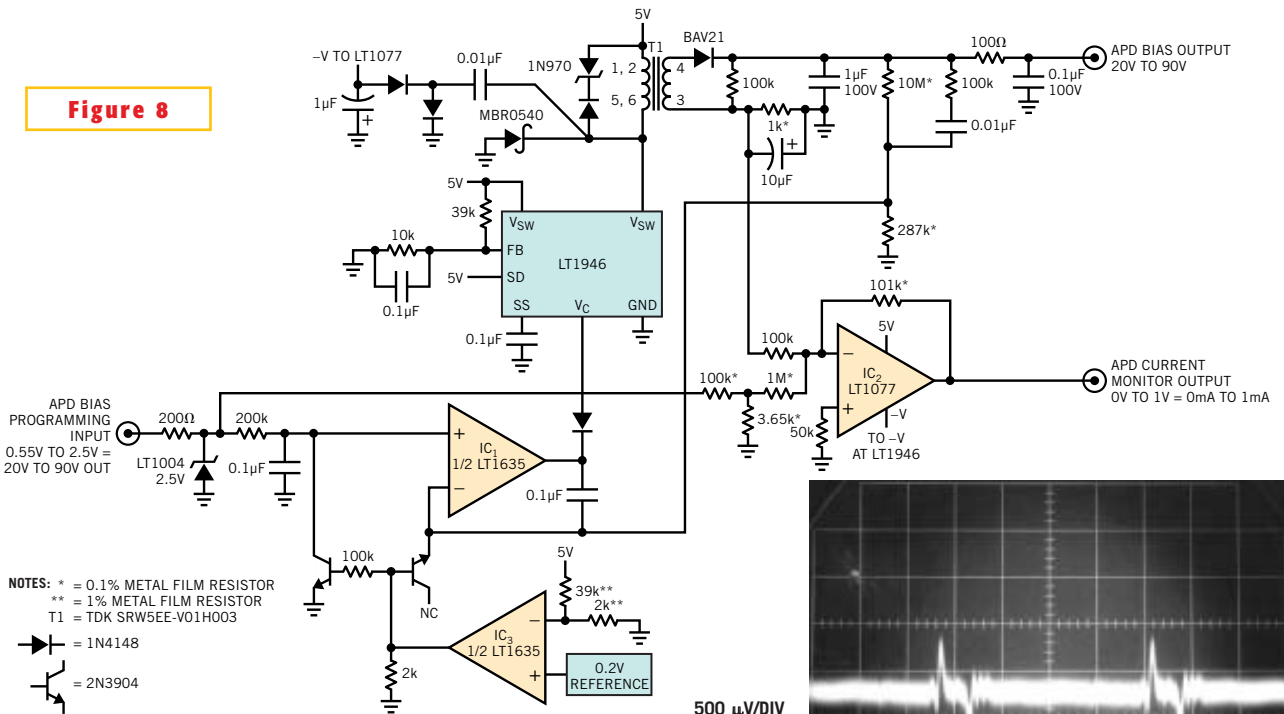 Figure 8
5V
T1
BAV21
–V TO LT1077
0.01µF
1N970
1, 2
5, 6
4
3
100k
1µF
100V
10M*
100k
100Ω
0.1µF
100V
APD BIAS OUTPUT
20V TO 90V
1µF
+
MBR0540
1k*
+
10µF
0.01µF
5V
39k
VSW
VSW
10k
FB
LT1946
5V
SD
0.1µF
SS
VC
GND
0.1µF
287k*
101k*
5V
100k
–
IC2
LT1077
+
–V
TO –V
AT LT1946
APD CURRENT
MONITOR OUTPUT
0V TO 1V = 0mA TO 1mA
100k*
1M*
3.65k*
50k
APD BIAS
PROGRAMMING
INPUT
0.55V TO 2.5V =
20V TO 90V OUT
200Ω
200k
LT1004
2.5V
0.1µF
+
IC1
1/2 LT1635
–
0.1µF
100k
NC
5V
39k**
2k**
–
IC3
1/2 LT1635
+
0.2V
REFERENCE
2k
NOTES: * = 0.1% METAL FILM RESISTOR
** = 1% METAL FILM RESISTOR
T1 = TDK SRW5EE-V01H003
= 1N4148
= 2N3904
500 µV/DIV